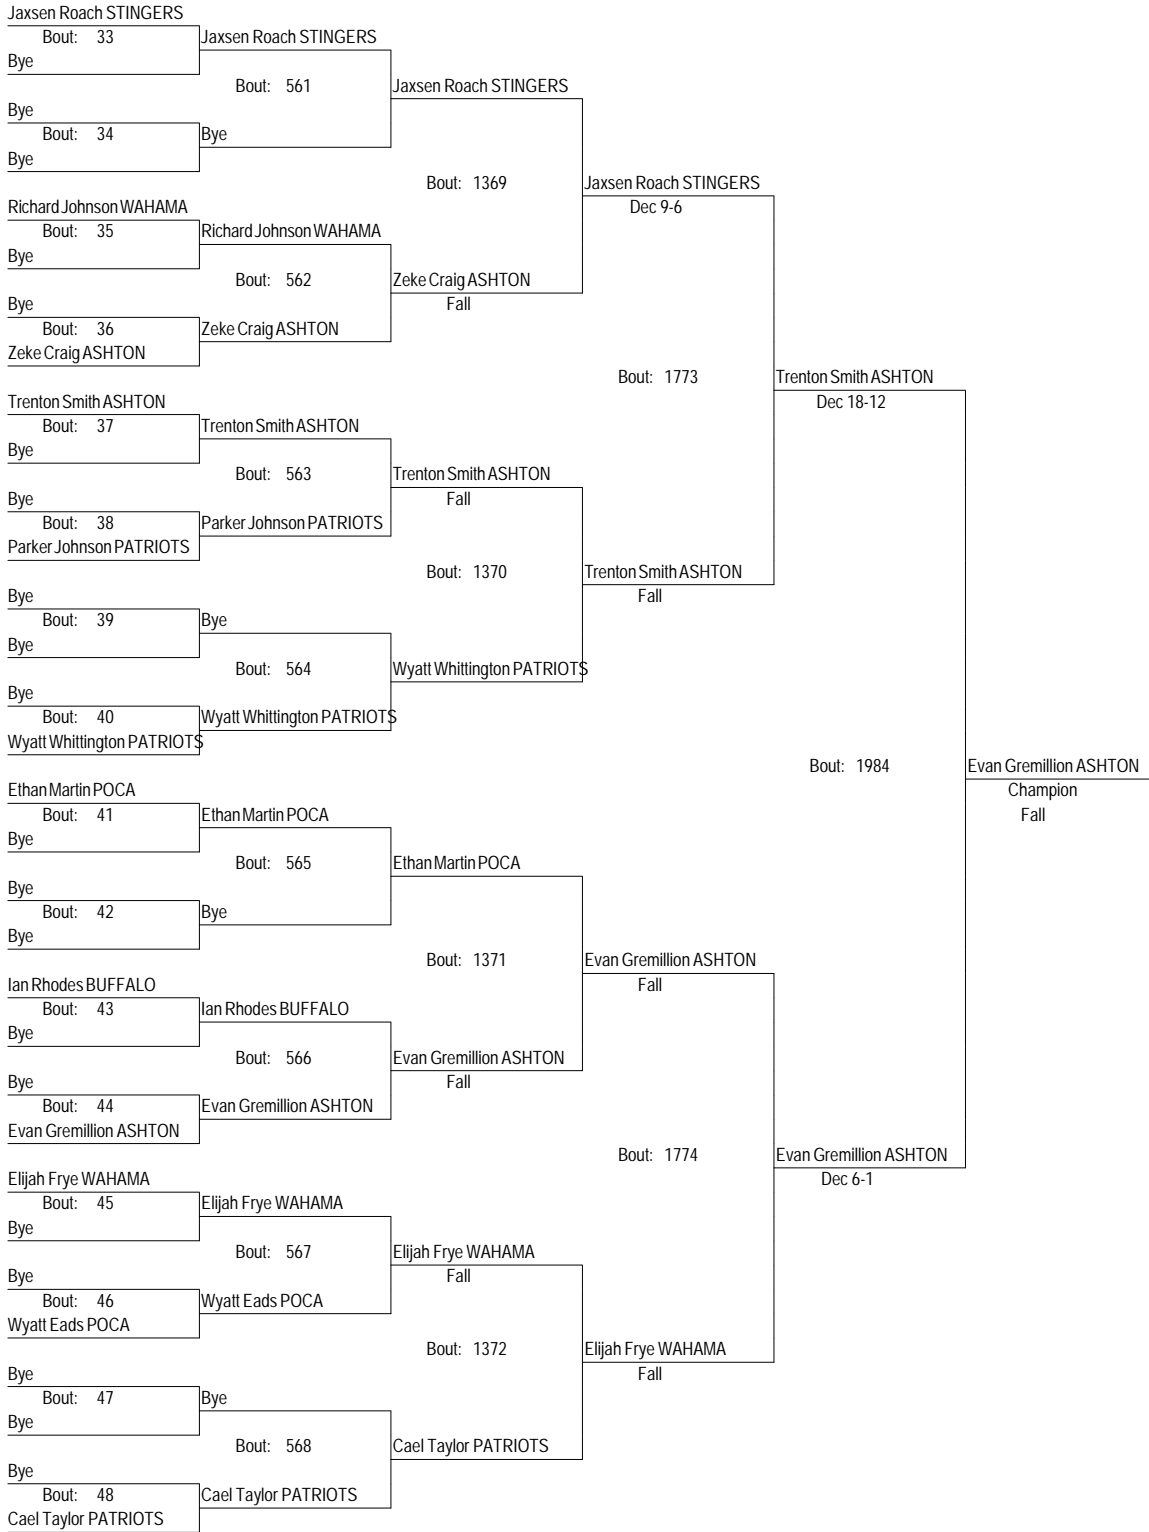 Jaxsen Roach STINGERS
Bout: 33
Jaxsen Roach STINGERS
Bye
Bout: 561
Jaxsen Roach STINGERS
Bye
Bout: 34
Bye
Bye
Bout: 1369
Jaxsen Roach STINGERS
Dec 9-6
Richard Johnson WAHAMA
Bout: 35
Richard Johnson WAHAMA
Bye
Bout: 562
Zeke Craig ASHTON
Fall
Bye
Bout: 36
Zeke Craig ASHTON
Zeke Craig ASHTON
Bout: 1773
Trenton Smith ASHTON
Dec 18-12
Trenton Smith ASHTON
Bout: 37
Trenton Smith ASHTON
Bye
Bout: 563
Trenton Smith ASHTON
Fall
Bye
Bout: 38
Parker Johnson PATRIOTS
Parker Johnson PATRIOTS
Bout: 1370
Trenton Smith ASHTON
Fall
Bye
Bout: 39
Bye
Bye
Bout: 564
Wyatt Whittington PATRIOTS
Bye
Bout: 40
Wyatt Whittington PATRIOTS
Wyatt Whittington PATRIOTS
Bout: 1984
Evan Gremillion ASHTON
Champion
Fall
Ethan Martin POCA
Bout: 41
Ethan Martin POCA
Bye
Bout: 565
Ethan Martin POCA
Bye
Bout: 42
Bye
Bye
Bout: 1371
Evan Gremillion ASHTON
Fall
Ian Rhodes BUFFALO
Bout: 43
Ian Rhodes BUFFALO
Bye
Bout: 566
Evan Gremillion ASHTON
Fall
Bye
Bout: 44
Evan Gremillion ASHTON
Evan Gremillion ASHTON
Bout: 1774
Evan Gremillion ASHTON
Dec 6-1
Elijah Frye WAHAMA
Bout: 45
Elijah Frye WAHAMA
Bye
Bout: 567
Elijah Frye WAHAMA
Fall
Bye
Bout: 46
Wyatt Eads POCA
Wyatt Eads POCA
Bout: 1372
Elijah Frye WAHAMA
Fall
Bye
Bout: 47
Bye
Bye
Bout: 568
Cael Taylor PATRIOTS
Bye
Bout: 48
Cael Taylor PATRIOTS
Cael Taylor PATRIOTS